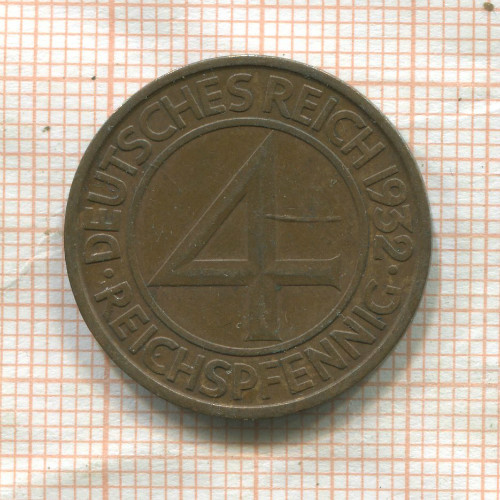 DEUTSCHES REICH 1932
4
REICHSPFENNIG